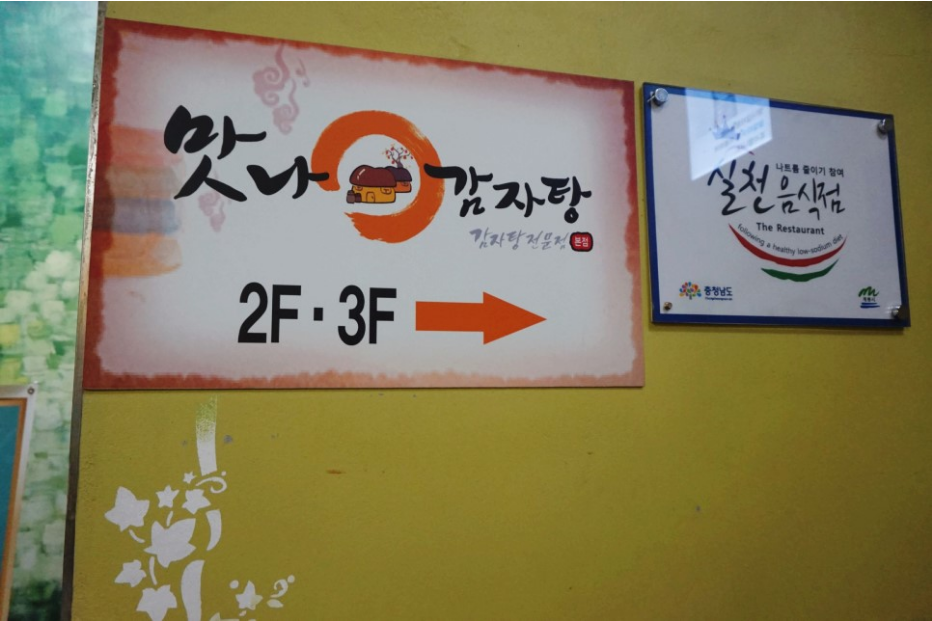 맛나 감자탕
감자탕전문점 본점
2F · 3F
나트륨 줄이기 참여
실천음식점
The Restaurant
following a healthy low-sodium diet
충청남도